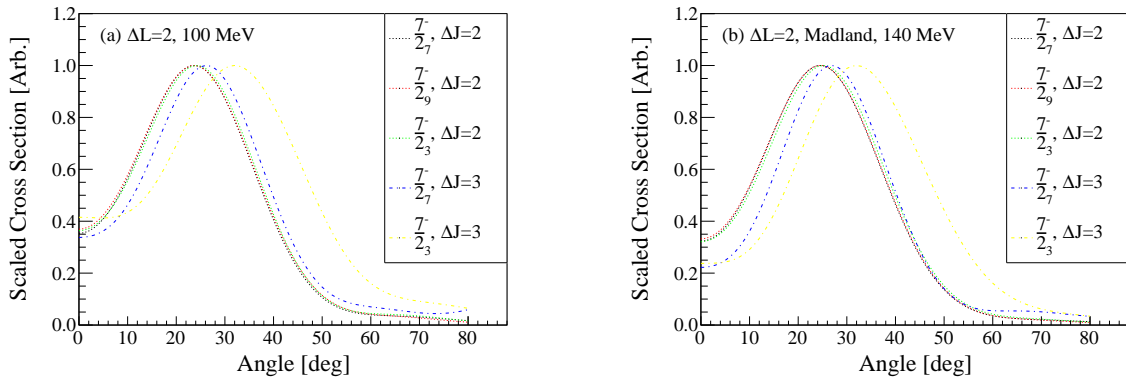 (a) ΔL=2, 100 MeV
Scaled Cross Section [Arb.]
1.2
1.0
0.8
0.6
0.4
0.2
0.0
0 10 20 30 40 50 60 70 80
Angle [deg]
7/2⁻₇, ΔJ=2
7/2⁻₉, ΔJ=2
7/2⁻₃, ΔJ=2
7/2⁻₇, ΔJ=3
7/2⁻₃, ΔJ=3
(b) ΔL=2, Madland, 140 MeV
Scaled Cross Section [Arb.]
1.2
1.0
0.8
0.6
0.4
0.2
0.0
0 10 20 30 40 50 60 70 80
Angle [deg]
7/2⁻₇, ΔJ=2
7/2⁻₉, ΔJ=2
7/2⁻₃, ΔJ=2
7/2⁻₇, ΔJ=3
7/2⁻₃, ΔJ=3